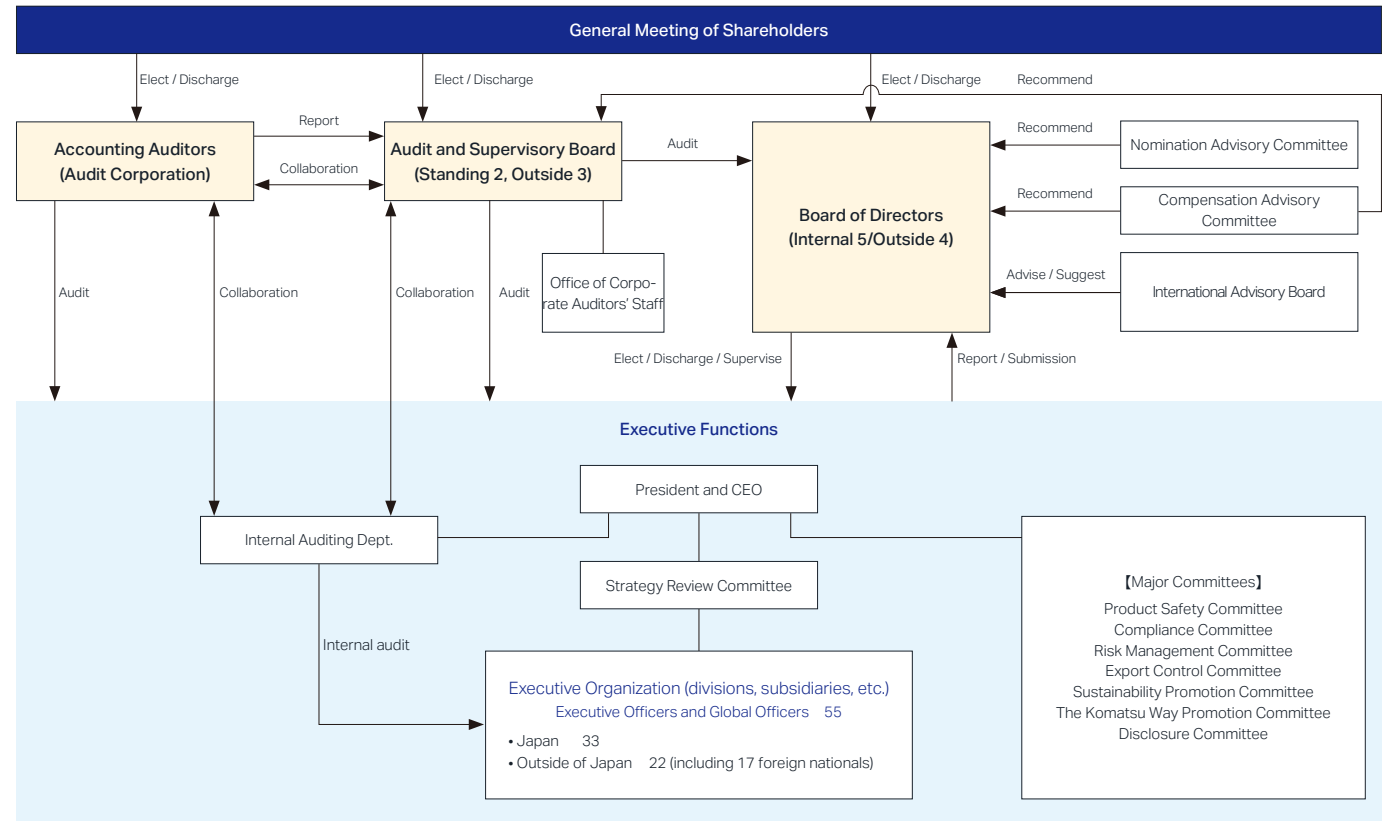 General Meeting of Shareholders
Elect / Discharge
Elect / Discharge
Elect / Discharge
Recommend
Accounting Auditors
(Audit Corporation)
Report
Collaboration
Audit and Supervisory Board
(Standing 2, Outside 3)
Audit
Board of Directors
(Internal 5/Outside 4)
Recommend
Nomination Advisory Committee
Recommend
Compensation Advisory
Committee
Advise / Suggest
International Advisory Board
Audit
Collaboration
Collaboration
Audit
Office of Corpo-
rate Auditors' Staff
Elect / Discharge / Supervise
Report / Submission
Executive Functions
President and CEO
Internal Auditing Dept.
Strategy Review Committee
Internal audit
Executive Organization (divisions, subsidiaries, etc.)
Executive Officers and Global Officers 55
• Japan 33
• Outside of Japan 22 (including 17 foreign nationals)
【Major Committees】
Product Safety Committee
Compliance Committee
Risk Management Committee
Export Control Committee
Sustainability Promotion Committee
The Komatsu Way Promotion Committee
Disclosure Committee